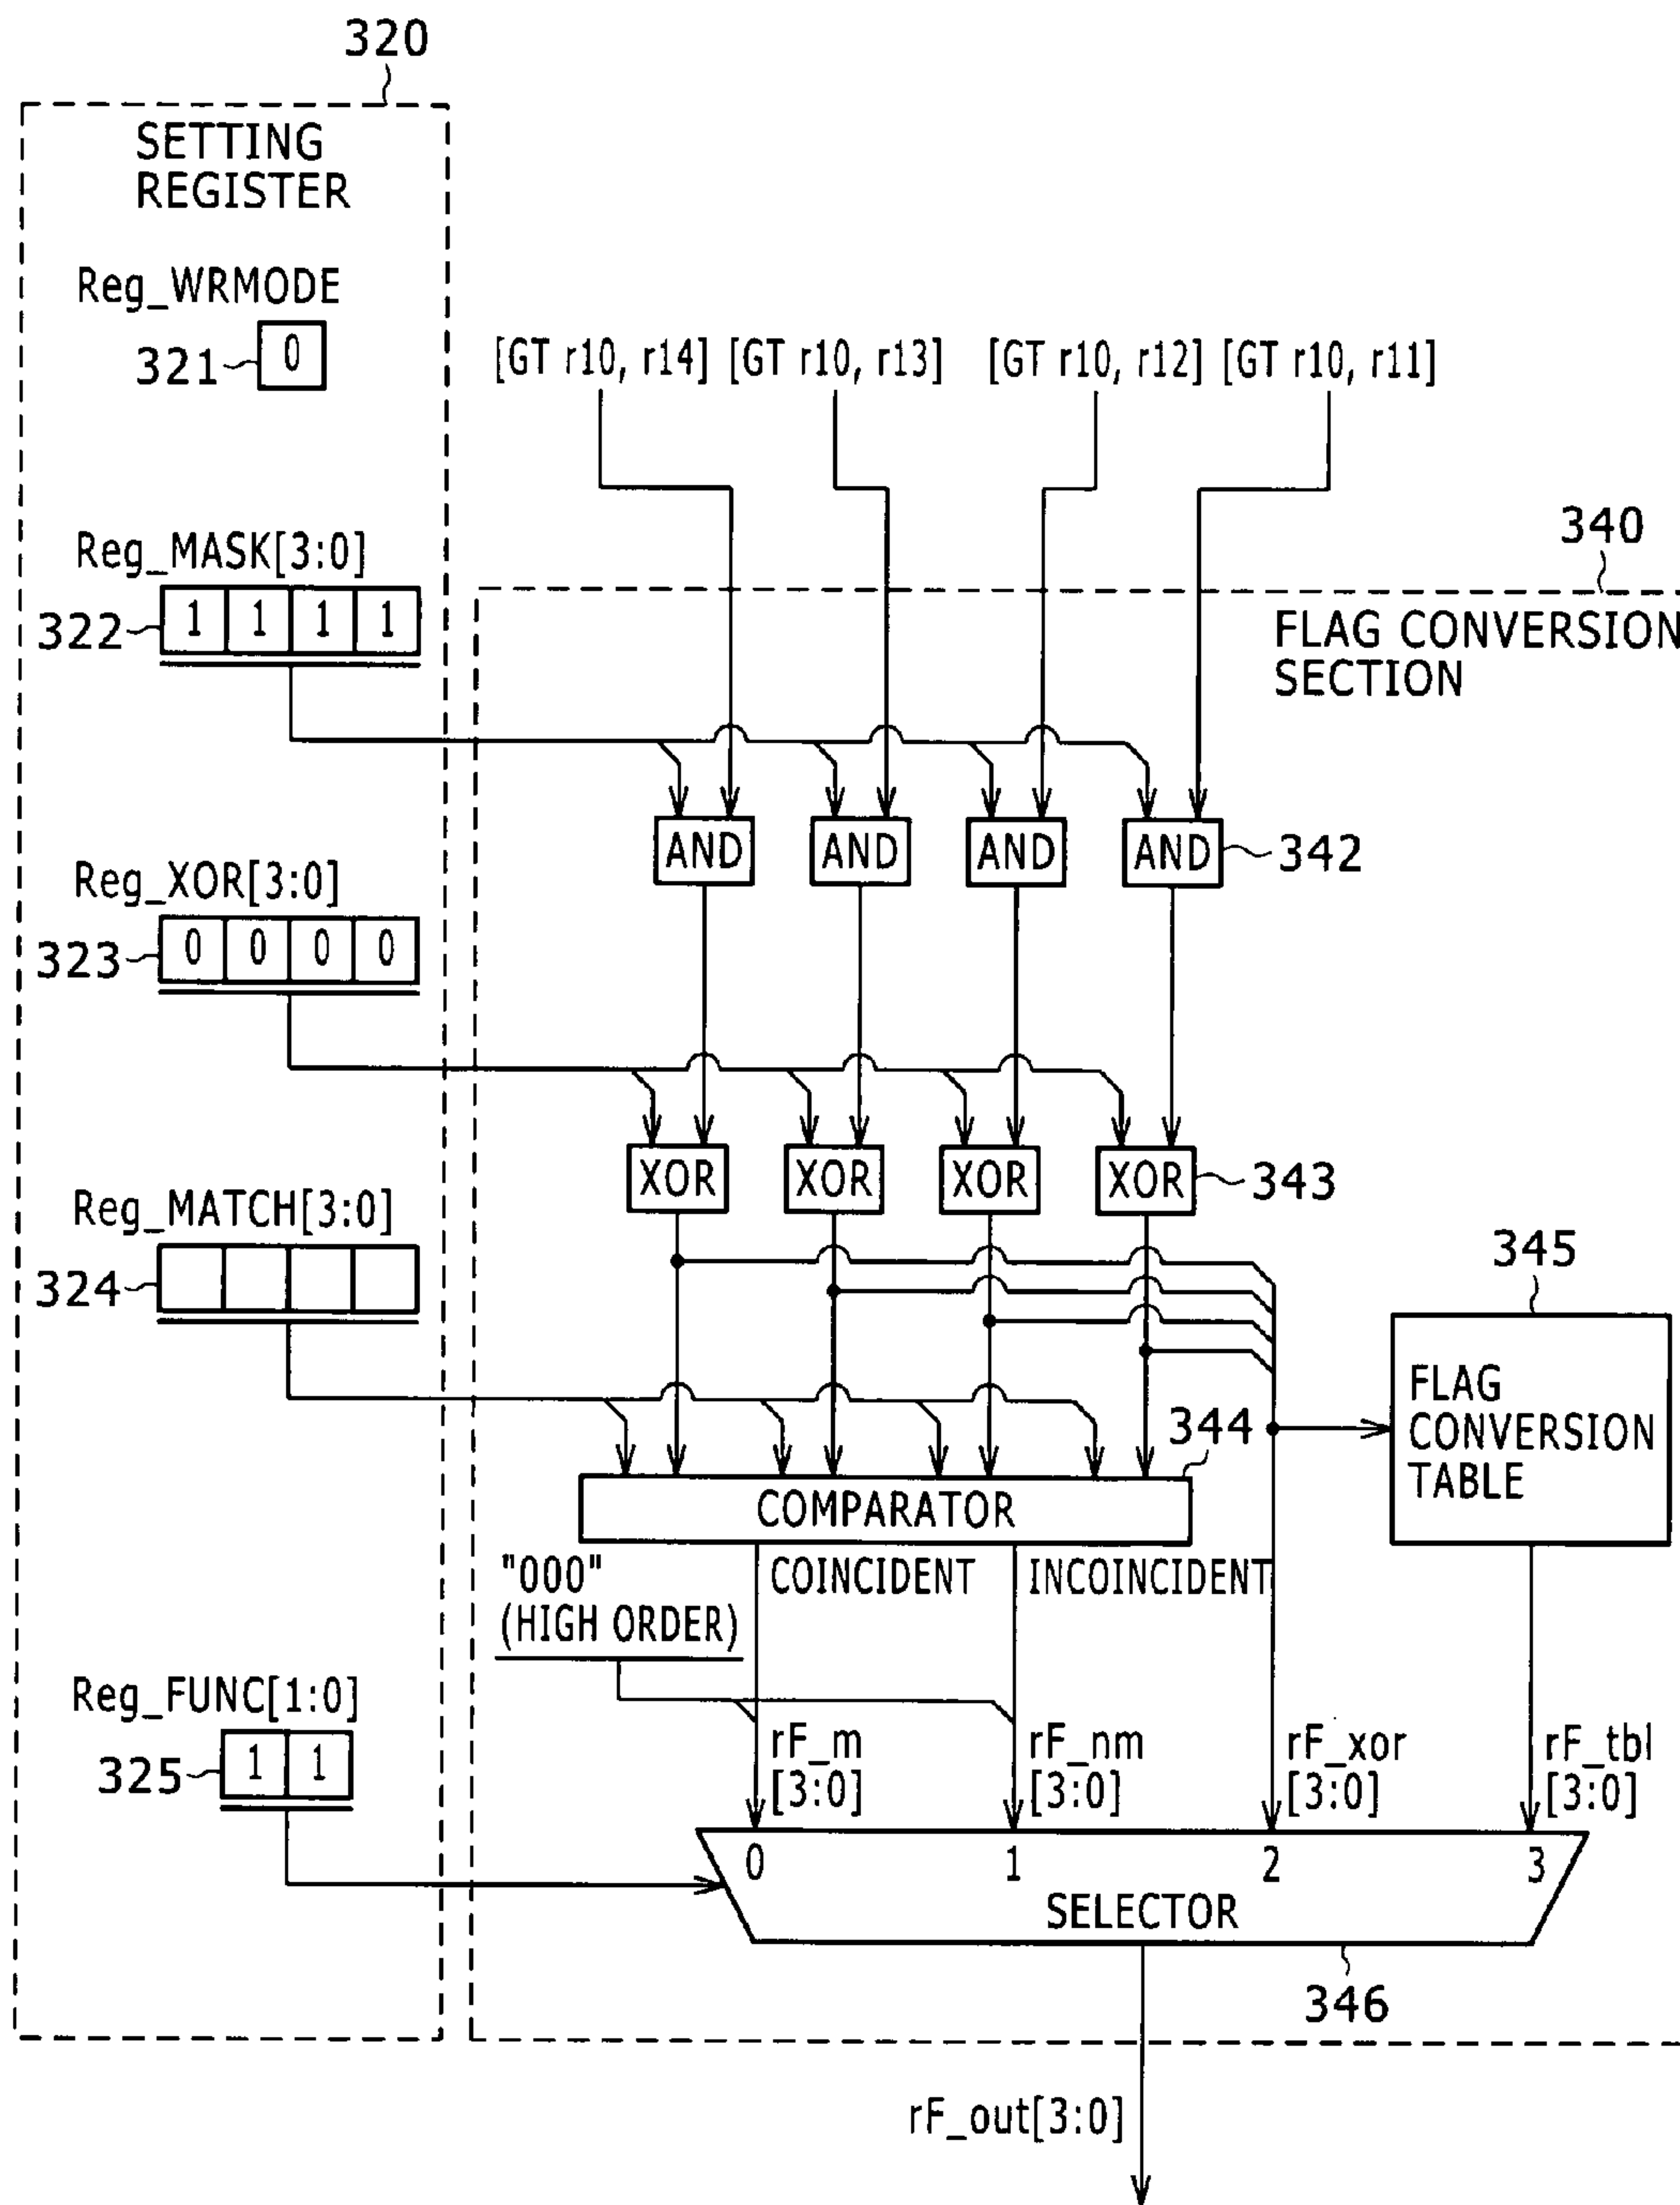 320
SETTING
REGISTER
Reg_WRMODE
321
0
[GT r10, r14] [GT r10, r13] [GT r10, r12] [GT r10, r11]
340
Reg_MASK[3:0]
322
1 1 1 1
FLAG CONVERSION
SECTION
AND AND AND AND
342
Reg_XOR[3:0]
323
0 0 0 0
XOR XOR XOR XOR
343
Reg_MATCH[3:0]
324
345
FLAG
CONVERSION
TABLE
344
COMPARATOR
"000"
(HIGH ORDER)
COINCIDENT
INCOINCIDENT
Reg_FUNC[1:0]
325
1 1
rF_m
[3:0]
rF_nm
[3:0]
rF_xor
[3:0]
rF_tbl
[3:0]
0 1 2 3
SELECTOR
346
rF_out[3:0]